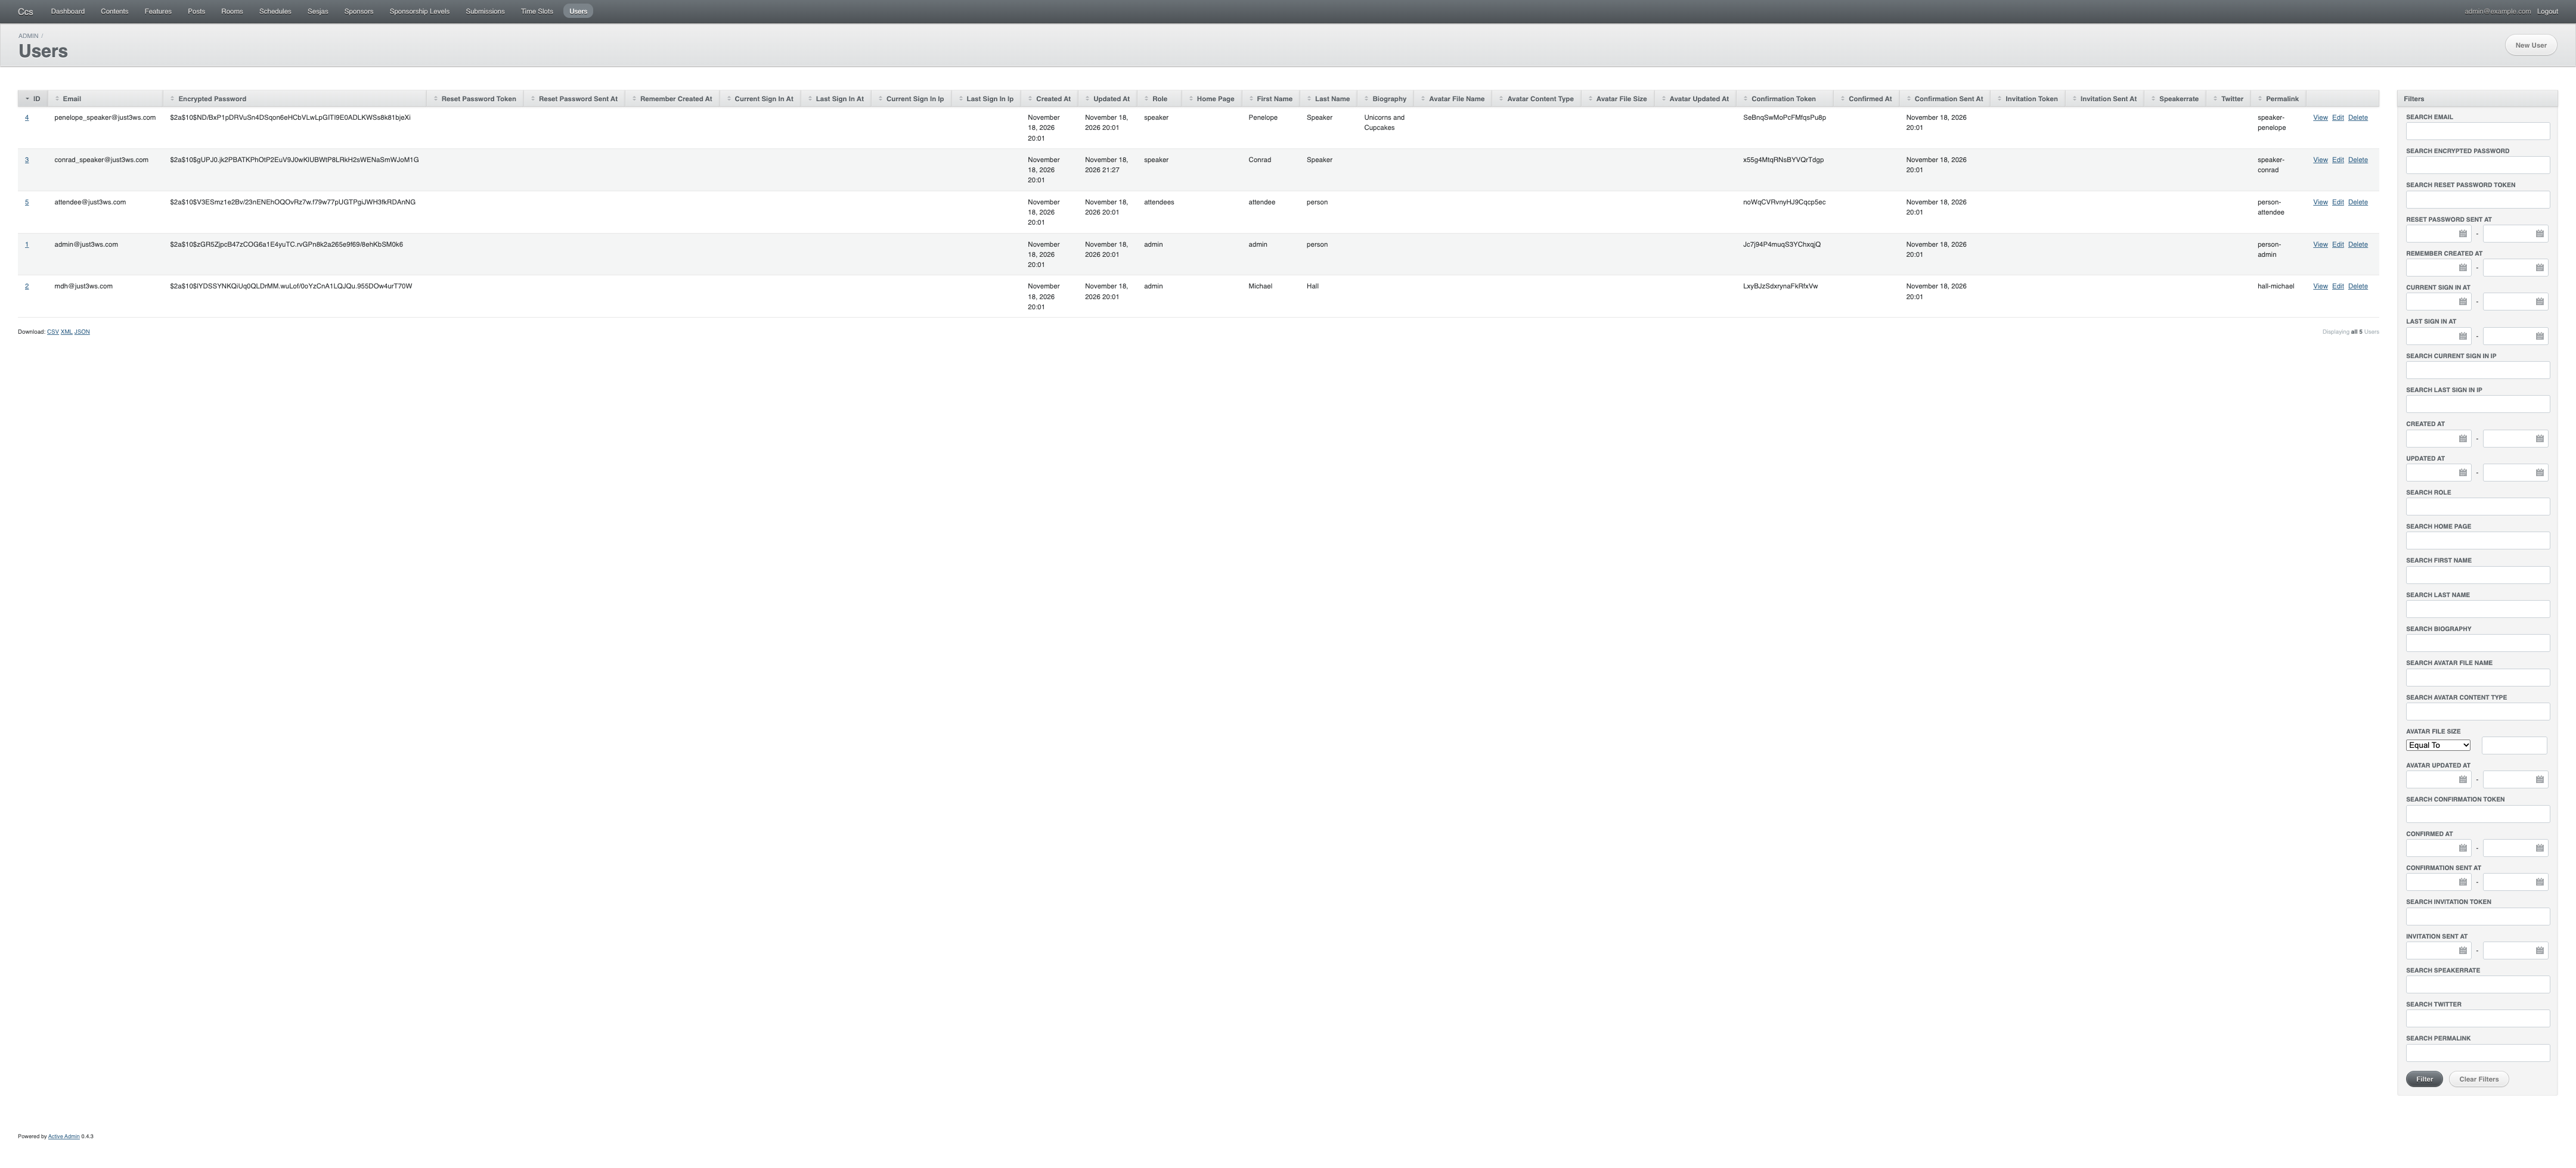 Ccs Dashboard Contents Features Posts Rooms Schedules Sesjas Sponsors Sponsorship Levels Submissions Time Slots Users admin@example.com Logout
ADMIN /
Users
New User
ID Email Encrypted Password Reset Password Token Reset Password Sent At Remember Created At Current Sign In At Last Sign In At Current Sign In Ip Last Sign In Ip Created At Updated At Role Home Page First Name Last Name Biography Avatar File Name Avatar Content Type Avatar File Size Avatar Updated At Confirmation Token Confirmed At Confirmation Sent At Invitation Token Invitation Sent At Speakerrate Twitter Permalink
4 penelope_speaker@just3ws.com November November 18, speaker Penelope Speaker Unicorns and November 18, 2026 speaker- View Edit Delete
18, 2026 2026 20:01 Cupcakes 20:01 penelope
20:01
3 conrad_speaker@just3ws.com November November 18, speaker Conrad Speaker x55g4MtqRNsBYVQrTdgp November 18, 2026 speaker- View Edit Delete
18, 2026 2026 21:27 20:01 conrad
20:01
5 attendee@just3ws.com November November 18, attendees attendee person noWqCVRvnyHJ9Cqcp5ec November 18, 2026 person- View Edit Delete
18, 2026 2026 20:01 20:01 attendee
20:01
1 admin@just3ws.com November November 18, admin admin person Jc7j94P4muqS3YChxqjQ November 18, 2026 person- View Edit Delete
18, 2026 2026 20:01 20:01 admin
20:01
2 mdh@just3ws.com November November 18, admin Michael Hall LxyBJzSdxrynaFkRfxVw November 18, 2026 hall-michael View Edit Delete
18, 2026 2026 20:01 20:01
20:01
Download: CSV XML JSON
Displaying all 5 Users
Filters
SEARCH EMAIL
SEARCH ENCRYPTED PASSWORD
SEARCH RESET PASSWORD TOKEN
RESET PASSWORD SENT AT
-
REMEMBER CREATED AT
-
CURRENT SIGN IN AT
-
LAST SIGN IN AT
-
SEARCH CURRENT SIGN IN IP
SEARCH LAST SIGN IN IP
CREATED AT
-
UPDATED AT
-
SEARCH ROLE
SEARCH HOME PAGE
SEARCH FIRST NAME
SEARCH LAST NAME
SEARCH BIOGRAPHY
SEARCH AVATAR FILE NAME
SEARCH AVATAR CONTENT TYPE
AVATAR FILE SIZE
Equal To
AVATAR UPDATED AT
-
SEARCH CONFIRMATION TOKEN
CONFIRMED AT
-
CONFIRMATION SENT AT
-
SEARCH INVITATION TOKEN
INVITATION SENT AT
-
SEARCH SPEAKERRATE
SEARCH TWITTER
SEARCH PERMALINK
Filter Clear Filters
Powered by Active Admin 0.4.3